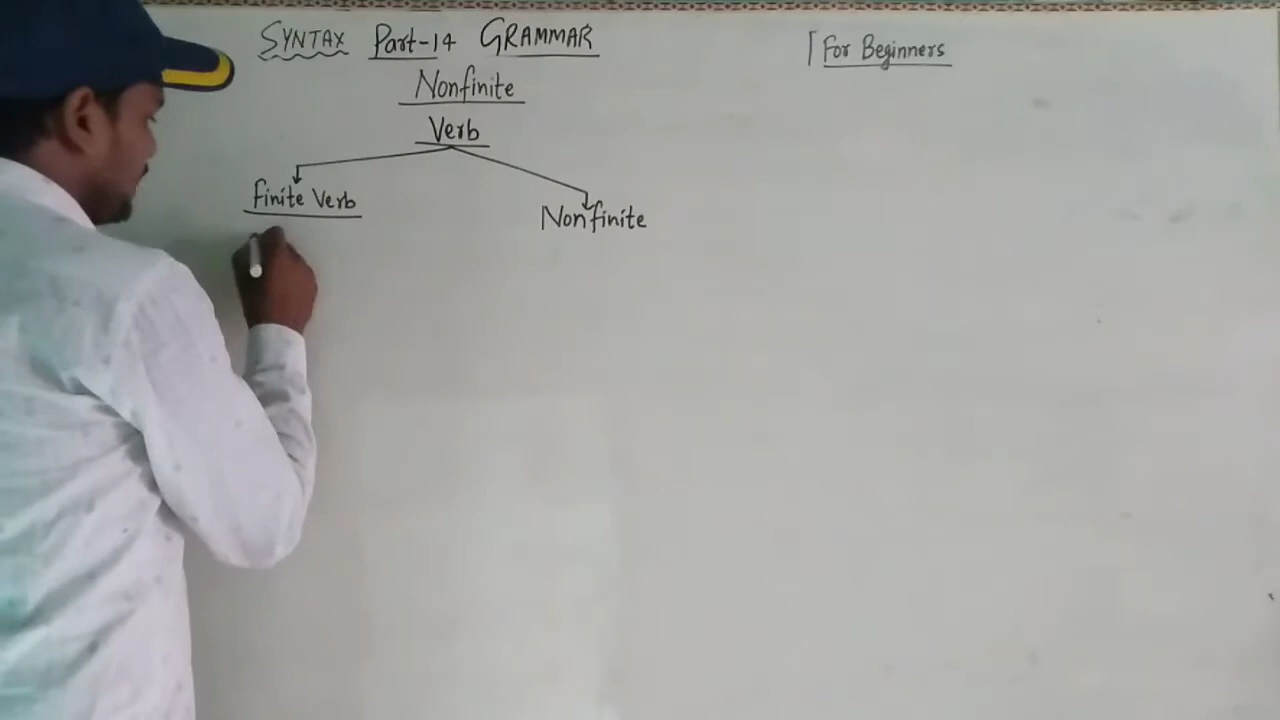 SYNTAX Part-14 GRAMMAR
For Beginners
Nonfinite
Verb
Finite Verb
Nonfinite